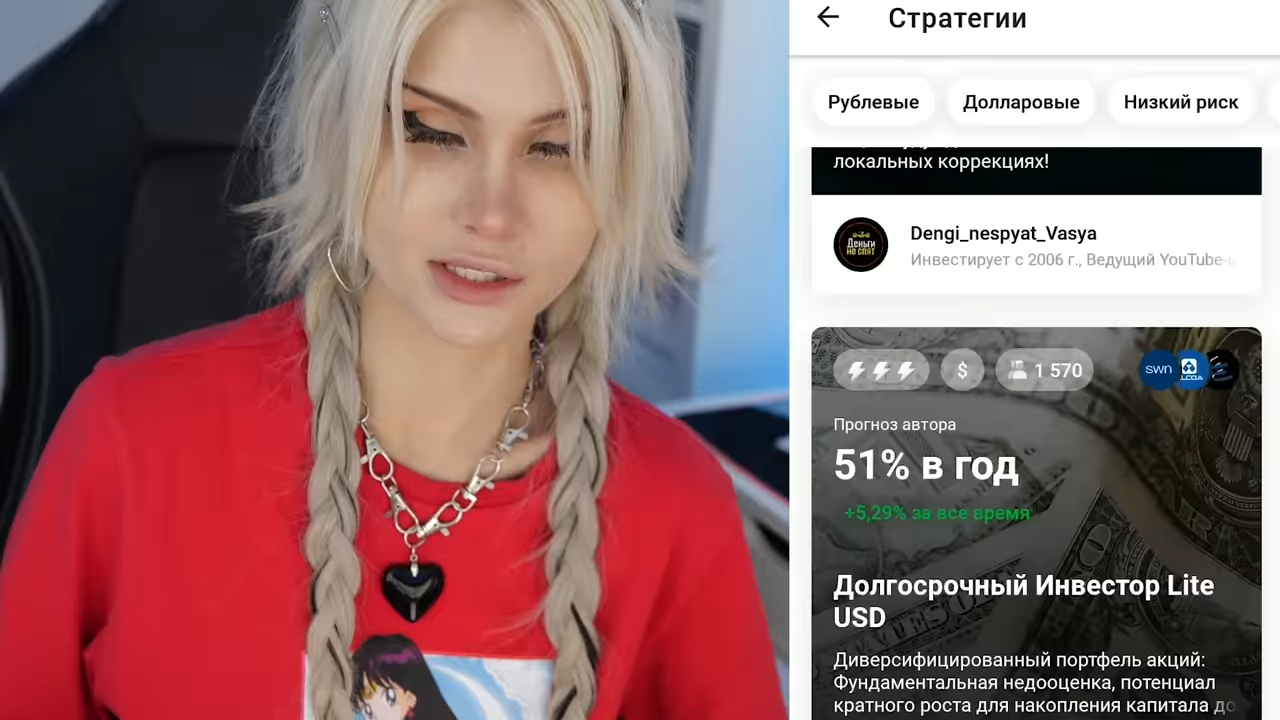 Стратегии
Рублевые
Долларовые
Низкий риск
локальных коррекциях!
Dengi_nespyat_Vasya
Деньги
не спят
Инвестирует с 2006 г., Ведущий YouTube-
$
1 570
swn
Прогноз автора
51% в год
+5,29% за все время
Долгосрочный Инвестор Lite
USD
Диверсифицированный портфель акций:
Фундаментальная недооценка, потенциал
кратного роста для накопления капитала до